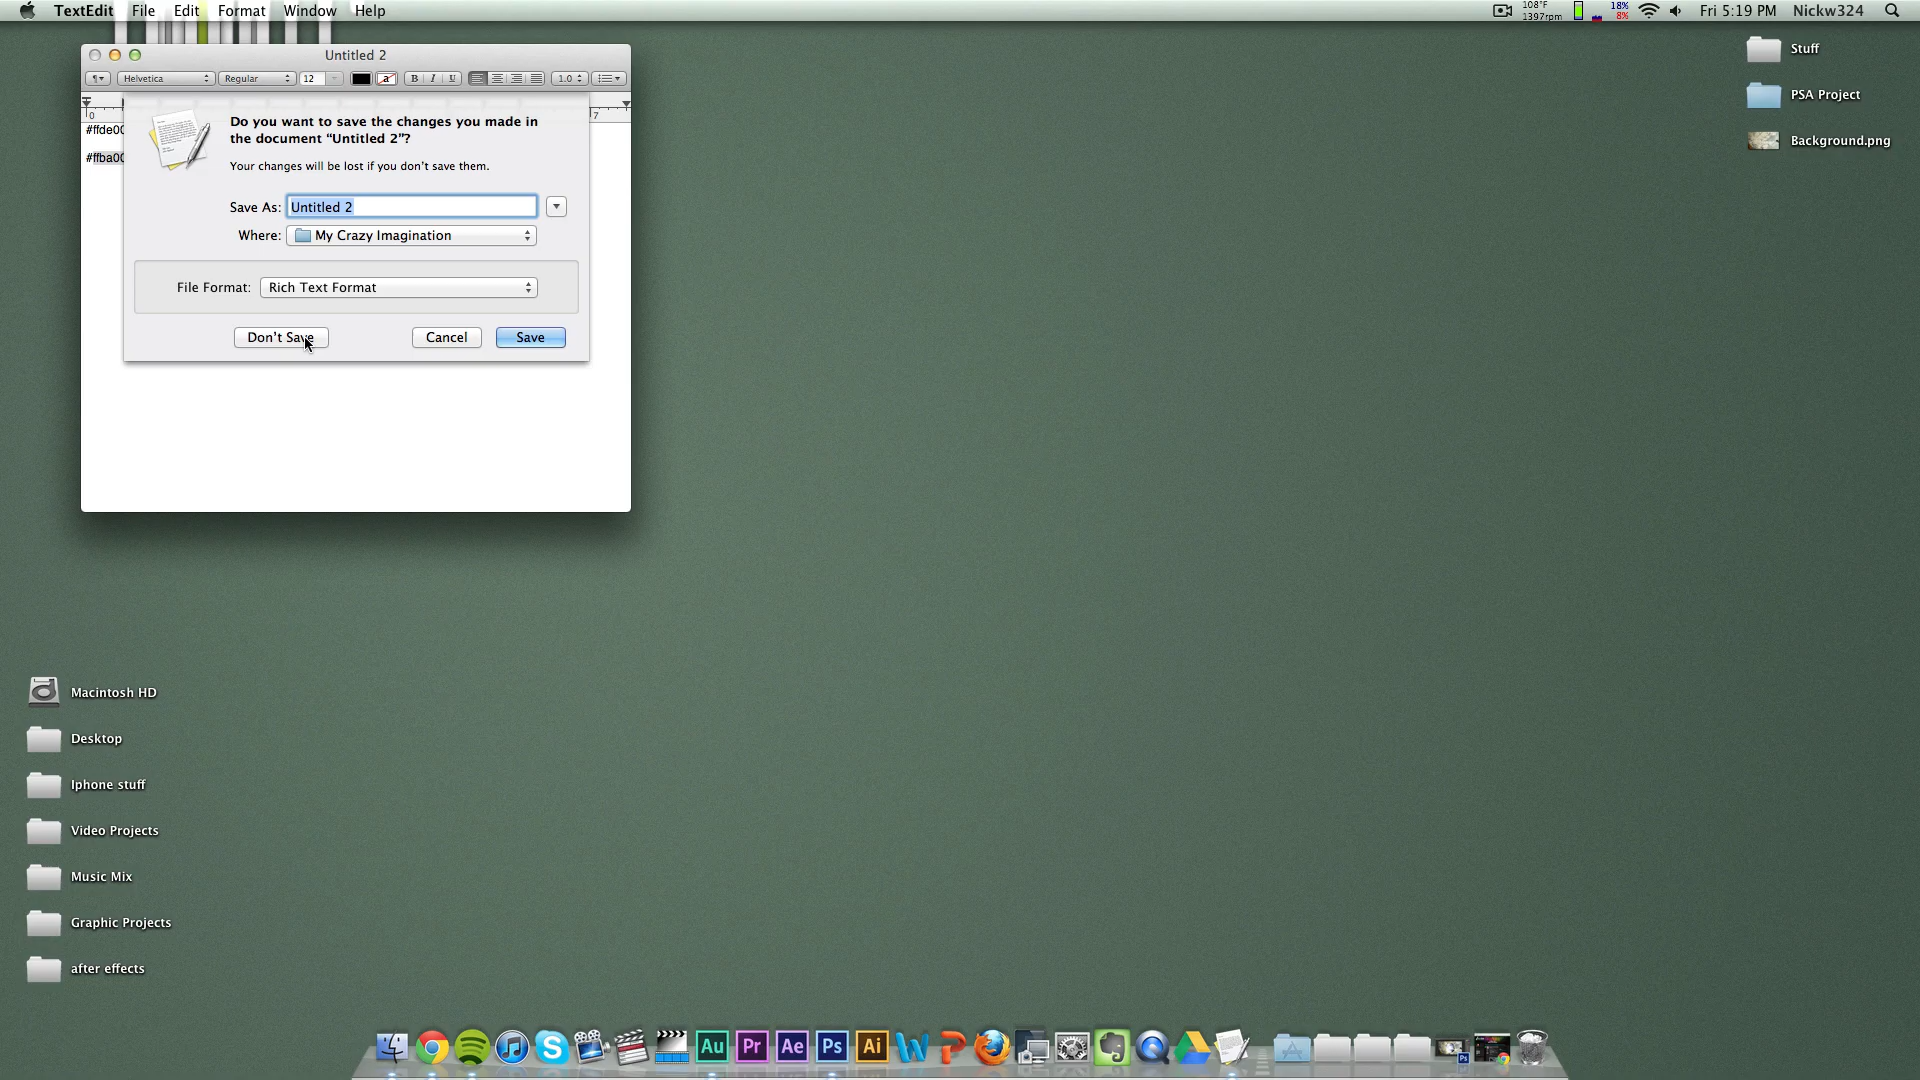 TextEdit File Edit Format Window Help
108°F
1397rpm
18%
8%
Fri 5:19 PM Nickw324
Untitled 2
Helvetica Regular 12 a B I U 1.0
0 7
#ffde00
#ffba00
Do you want to save the changes you made in
the document “Untitled 2”?
Your changes will be lost if you don’t save them.
Save As: Untitled 2
Where: My Crazy Imagination
File Format: Rich Text Format
Don’t Save Cancel Save
Stuff
PSA Project
Background.png
Macintosh HD
Desktop
Iphone stuff
Video Projects
Music Mix
Graphic Projects
after effects
Au Pr Ae Ps Ai